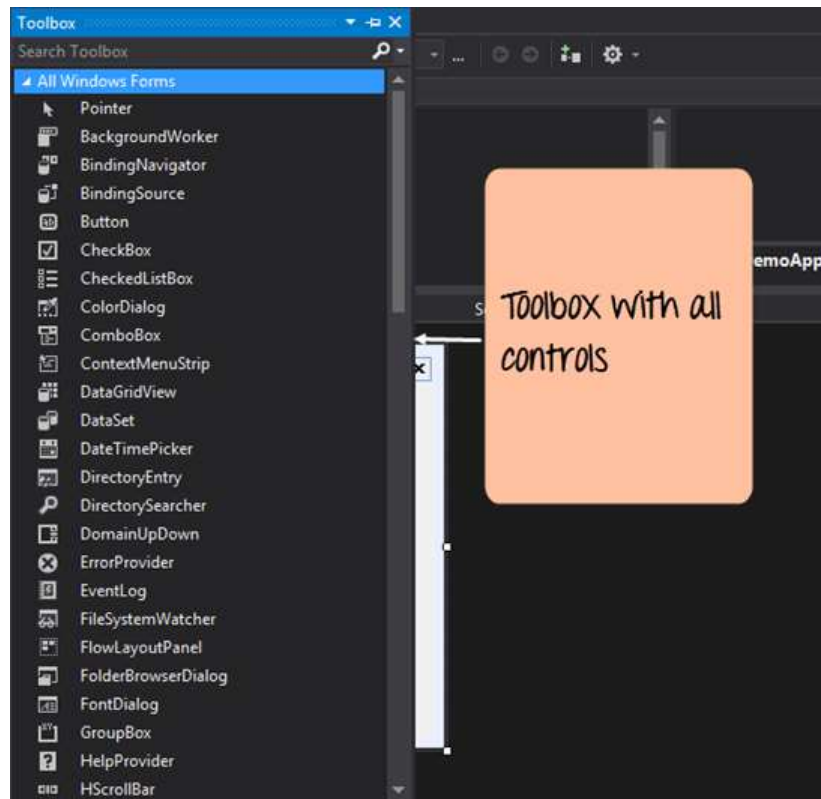 Toolbox
Search Toolbox
All Windows Forms
Pointer
BackgroundWorker
BindingNavigator
BindingSource
Button
CheckBox
CheckedListBox
ColorDialog
ComboBox
ContextMenuStrip
DataGridView
DataSet
DateTimePicker
DirectoryEntry
DirectorySearcher
DomainUpDown
ErrorProvider
EventLog
FileSystemWatcher
FlowLayoutPanel
FolderBrowserDialog
FontDialog
GroupBox
HelpProvider
HScrollBar
Toolbox with all
controls
emoApp